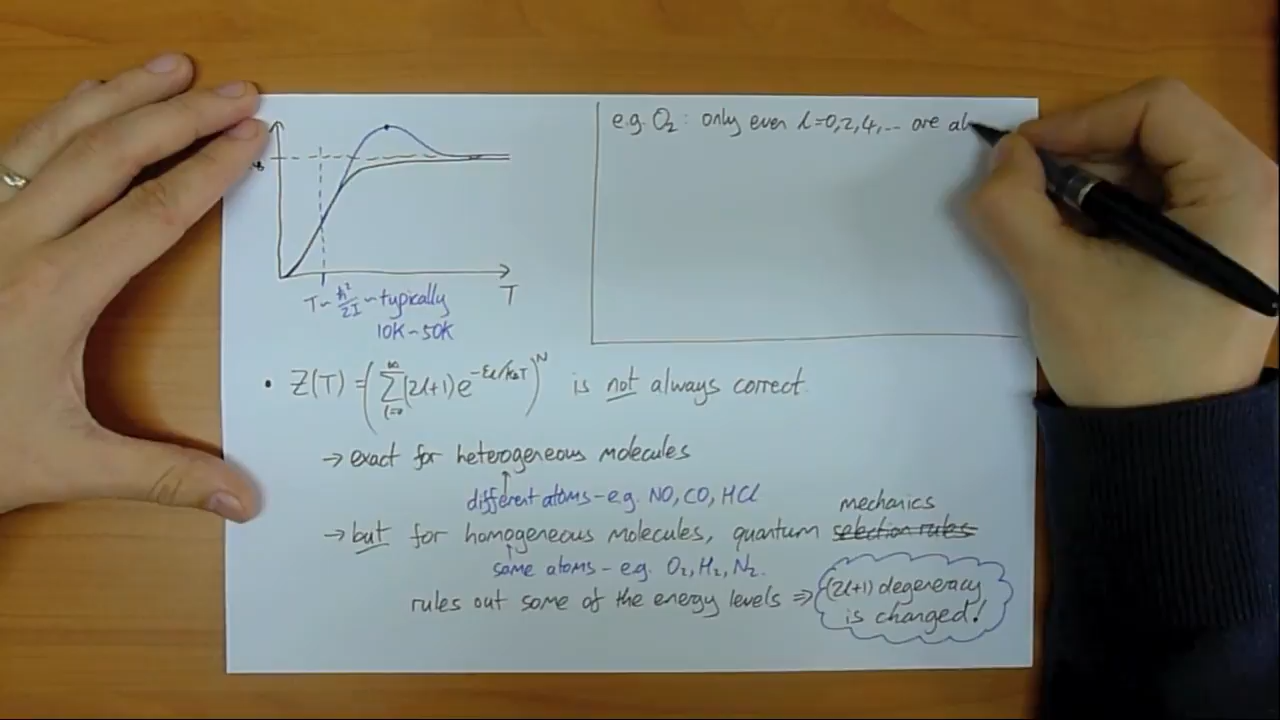 T
T ~ ħ²/2I ~ typically
10K ~ 50K
e.g. O₂ : only even l=0,2,4,... are al
• Z(T) = (∑_{l=0}^{∞} (2l+1) e^{-εl/k_BT})^N is not always correct.
→ exact for heterogeneous molecules
different atoms – e.g. NO, CO, HCl
mechanics
→ but for homogeneous molecules, quantum selection rules
same atoms – e.g. O₂, H₂, N₂.
rules out some of the energy levels ⇒ (2l+1) degeneracy
is changed!